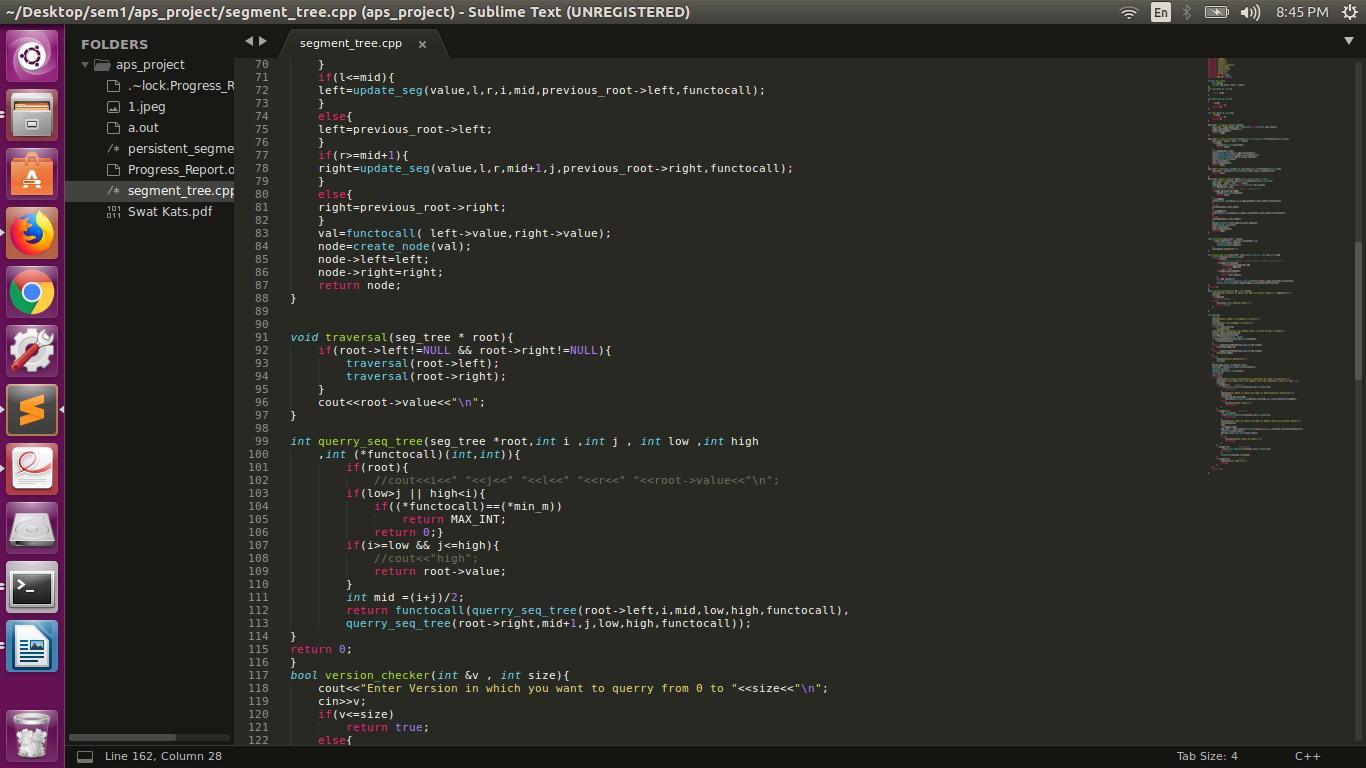 ~/Desktop/sem1/aps_project/segment_tree.cpp (aps_project) - Sublime Text (UNREGISTERED)
En
8:45 PM
FOLDERS
aps_project
.~lock.Progress_R
1.jpeg
a.out
persistent_segme
Progress_Report.o
segment_tree.cpp
Swat Kats.pdf
segment_tree.cpp ×
70 }
71 if(l<=mid){
72 left=update_seg(value,l,r,i,mid,previous_root->left,functocall);
73 }
74 else{
75 left=previous_root->left;
76 }
77 if(r>=mid+1){
78 right=update_seg(value,l,r,mid+1,j,previous_root->right,functocall);
79 }
80 else{
81 right=previous_root->right;
82 }
83 val=functocall( left->value,right->value);
84 node=create_node(val);
85 node->left=left;
86 node->right=right;
87 return node;
88 }
89
90
91 void traversal(seg_tree * root){
92 if(root->left!=NULL && root->right!=NULL){
93 traversal(root->left);
94 traversal(root->right);
95 }
96 cout<<root->value<<"\n";
97 }
98
99 int querry_seq_tree(seg_tree *root,int i ,int j , int low ,int high
100 ,int (*functocall)(int,int)){
101 if(root){
102 //cout<<i<<" "<<j<<" "<<l<<" "<<r<<" "<<root->value<<"\n";
103 if(low>j || high<i){
104 if((*functocall)==(*min_m))
105 return MAX_INT;
106 return 0;}
107 if(i>=low && j<=high){
108 //cout<<"high";
109 return root->value;
110 }
111 int mid =(i+j)/2;
112 return functocall(querry_seq_tree(root->left,i,mid,low,high,functocall),
113 querry_seq_tree(root->right,mid+1,j,low,high,functocall));
114 }
115 return 0;
116 }
117 bool version_checker(int &v , int size){
118 cout<<"Enter Version in which you want to querry from 0 to "<<size<<"\n";
119 cin>>v;
120 if(v<=size)
121 return true;
122 else{
Line 162, Column 28
Tab Size: 4
C++